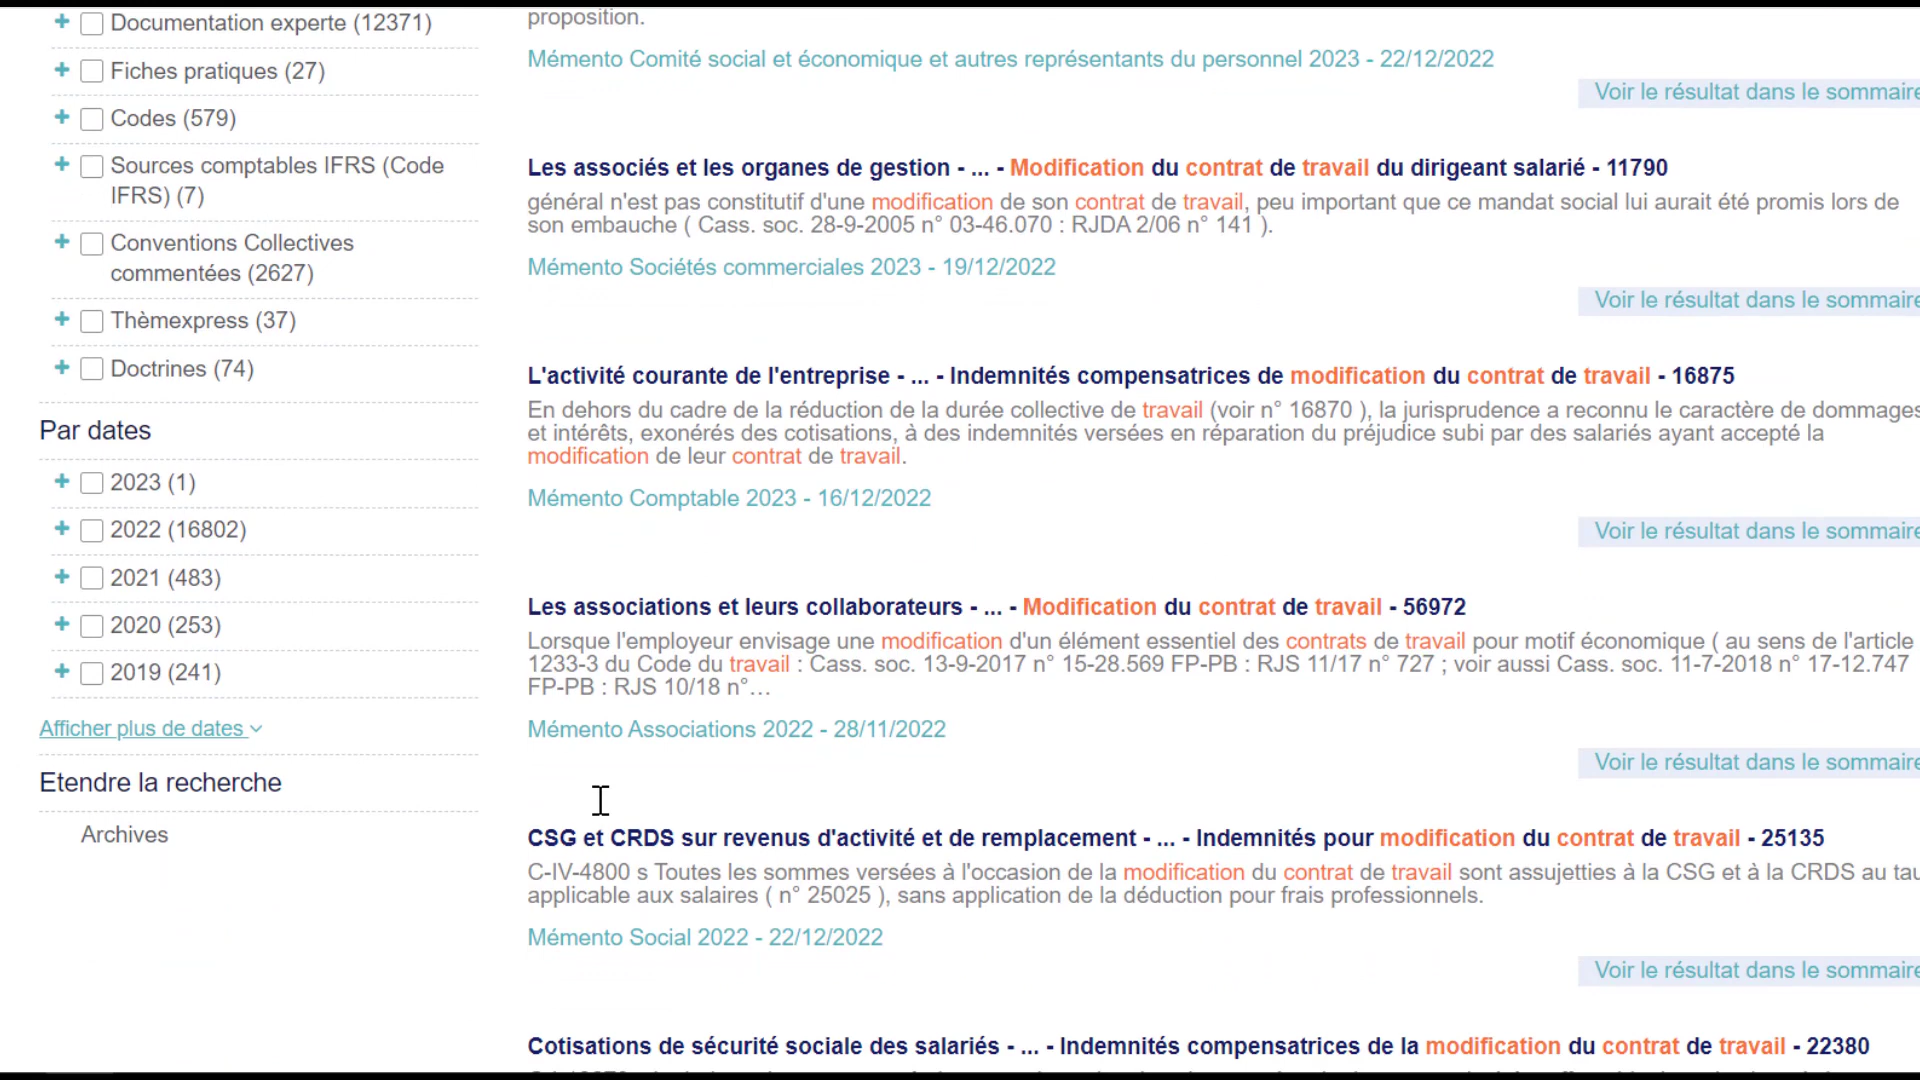 Documentation experte (12371)
Fiches pratiques (27)
Codes (579)
Sources comptables IFRS (Code
IFRS) (7)
Conventions Collectives
commentées (2627)
Thèmexpress (37)
Doctrines (74)
Par dates
2023 (1)
2022 (16802)
2021 (483)
2020 (253)
2019 (241)
Afficher plus de dates
Etendre la recherche
Archives
proposition.
Mémento Comité social et économique et autres représentants du personnel 2023 - 22/12/2022
Voir le résultat dans le sommaire
Les associés et les organes de gestion - ... - Modification du contrat de travail du dirigeant salarié - 11790
général n'est pas constitutif d'une modification de son contrat de travail, peu important que ce mandat social lui aurait été promis lors de
son embauche ( Cass. soc. 28-9-2005 n° 03-46.070 : RJDA 2/06 n° 141 ).
Mémento Sociétés commerciales 2023 - 19/12/2022
Voir le résultat dans le sommaire
L'activité courante de l'entreprise - ... - Indemnités compensatrices de modification du contrat de travail - 16875
En dehors du cadre de la réduction de la durée collective de travail (voir n° 16870 ), la jurisprudence a reconnu le caractère de dommages
et intérêts, exonérés des cotisations, à des indemnités versées en réparation du préjudice subi par des salariés ayant accepté la
modification de leur contrat de travail.
Mémento Comptable 2023 - 16/12/2022
Voir le résultat dans le sommaire
Les associations et leurs collaborateurs - ... - Modification du contrat de travail - 56972
Lorsque l'employeur envisage une modification d'un élément essentiel des contrats de travail pour motif économique ( au sens de l'article
1233-3 du Code du travail : Cass. soc. 13-9-2017 n° 15-28.569 FP-PB : RJS 11/17 n° 727 ; voir aussi Cass. soc. 11-7-2018 n° 17-12.747
FP-PB : RJS 10/18 n°…
Mémento Associations 2022 - 28/11/2022
Voir le résultat dans le sommaire
CSG et CRDS sur revenus d'activité et de remplacement - ... - Indemnités pour modification du contrat de travail - 25135
C-IV-4800 s Toutes les sommes versées à l'occasion de la modification du contrat de travail sont assujetties à la CSG et à la CRDS au tau
applicable aux salaires ( n° 25025 ), sans application de la déduction pour frais professionnels.
Mémento Social 2022 - 22/12/2022
Voir le résultat dans le sommaire
Cotisations de sécurité sociale des salariés - ... - Indemnités compensatrices de la modification du contrat de travail - 22380